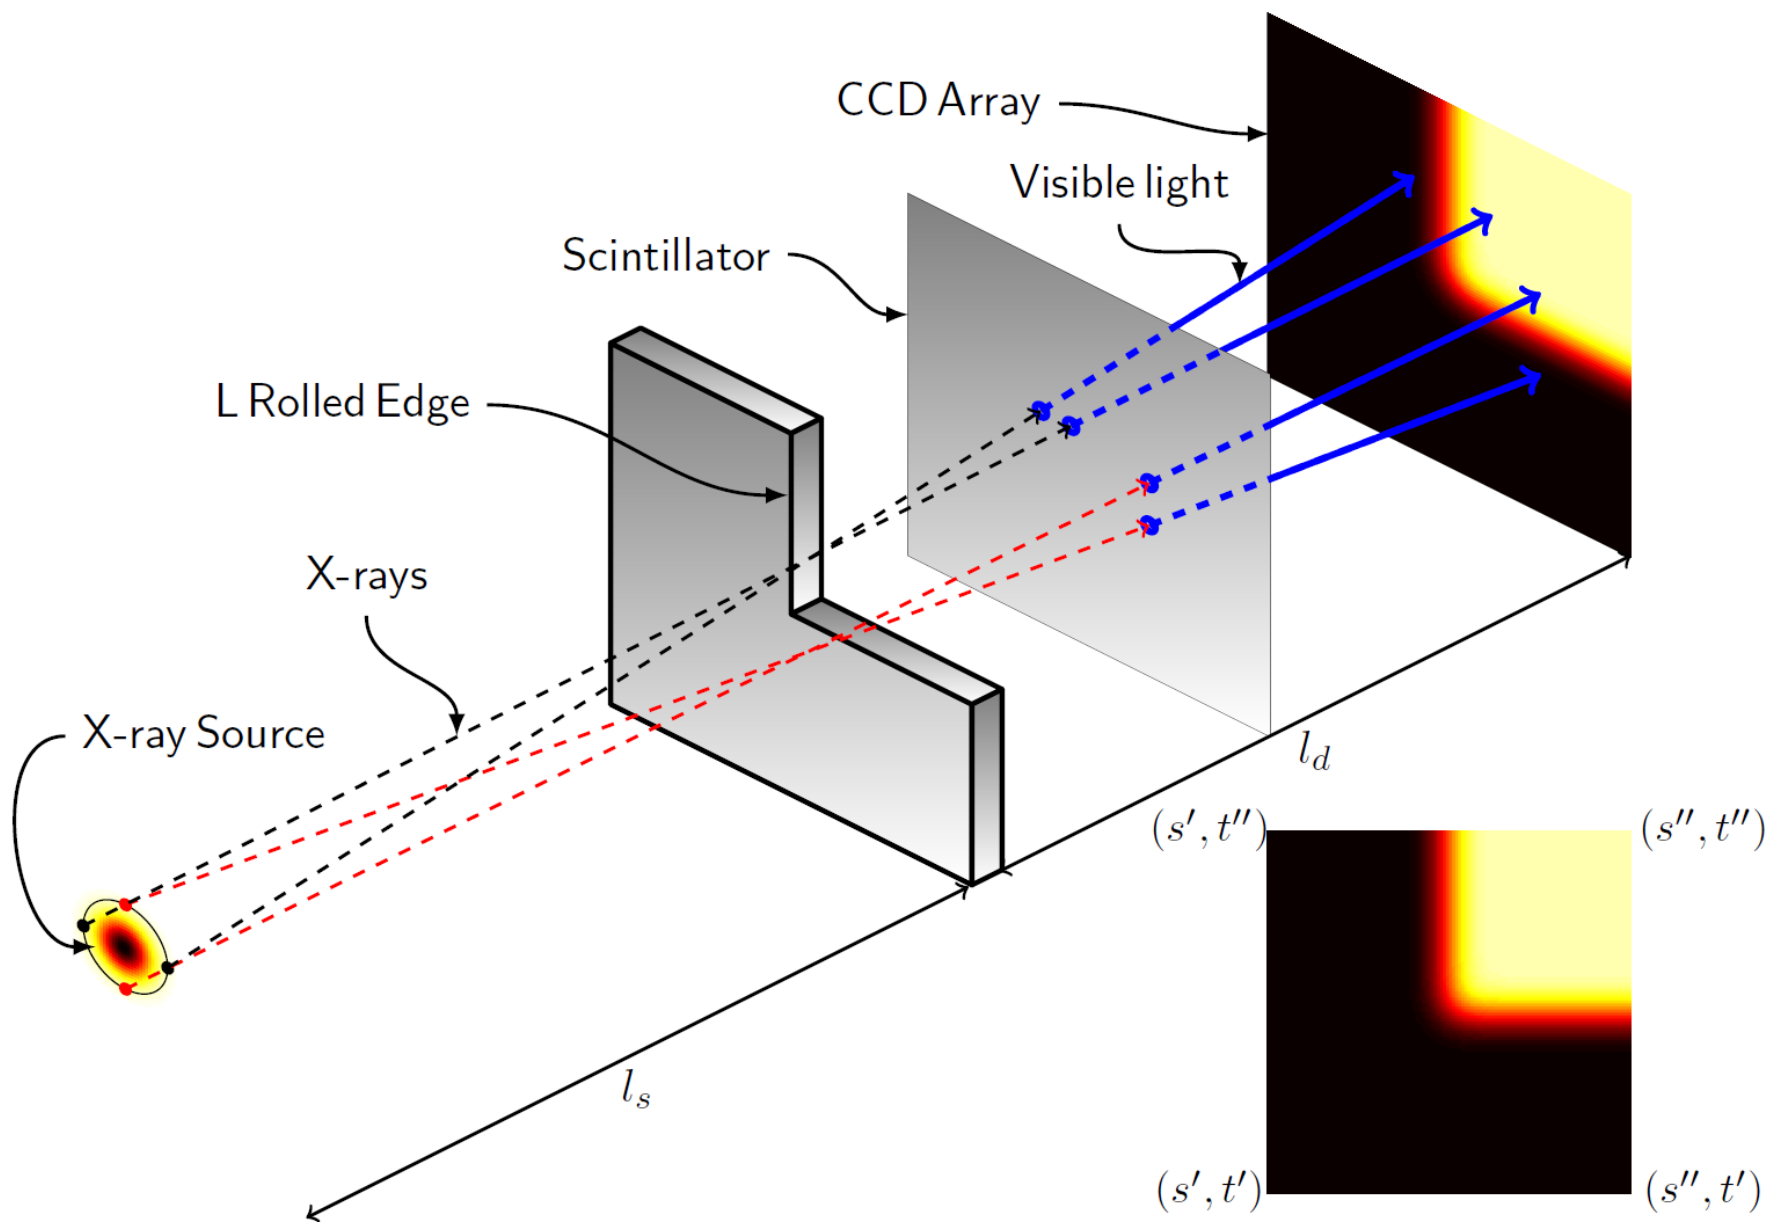 CCD Array
Visible light
Scintillator
L Rolled Edge
X-rays
X-ray Source
l_d
(s′, t″)
(s″, t″)
l_s
(s′, t′)
(s″, t′)